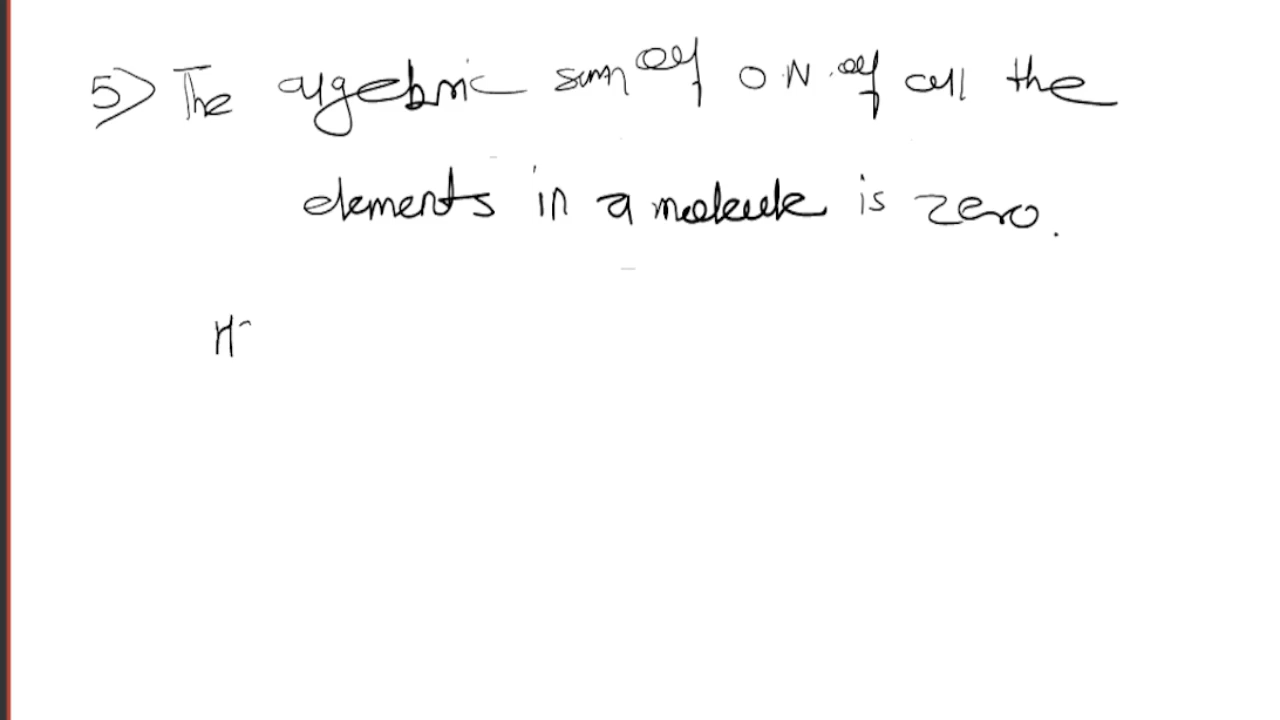 5) The algebric sum of O N. of all the
elements in a molecule is zero.
H